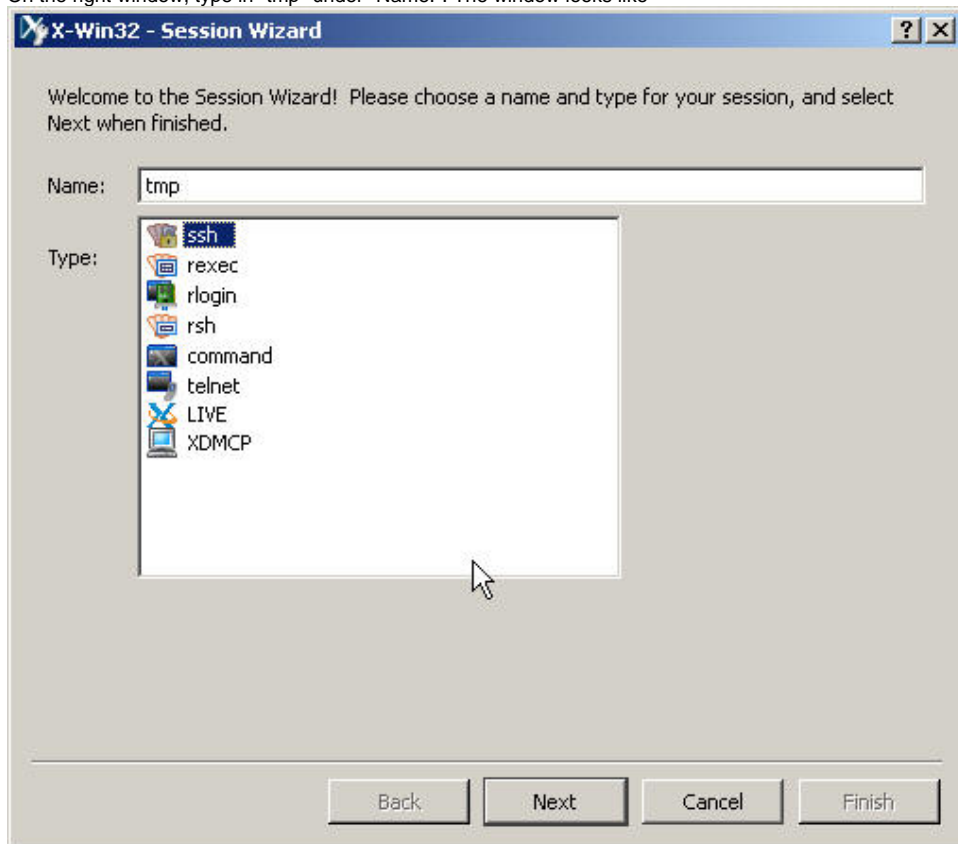 On the right window, type in "tmp" under "Name:". The window looks like
X-Win32 - Session Wizard
Welcome to the Session Wizard! Please choose a name and type for your session, and select
Next when finished.
Name: tmp
Type:
ssh
rexec
rlogin
rsh
command
telnet
LIVE
XDMCP
Back Next Cancel Finish